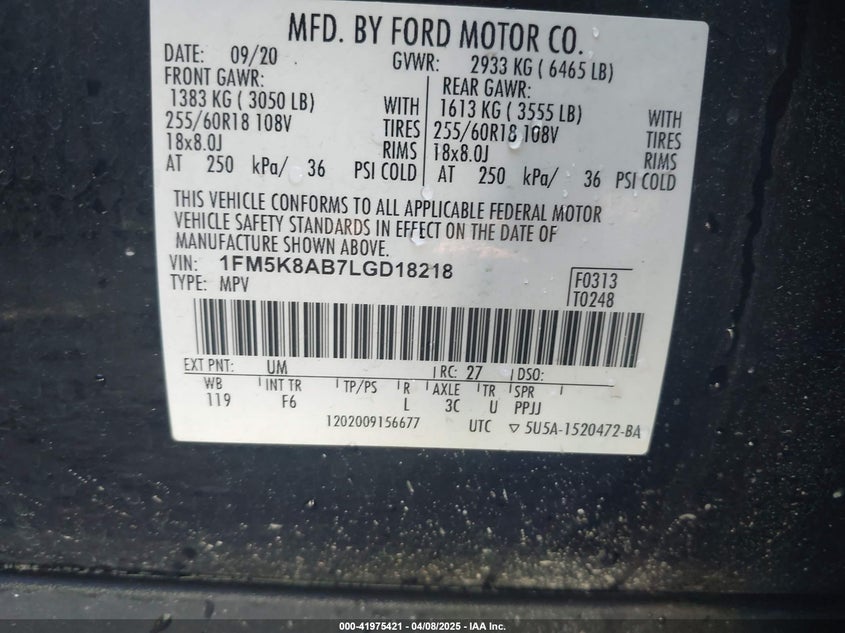 MFD. BY FORD MOTOR CO.
DATE: 09/20 GVWR: 2933 KG ( 6465 LB)
FRONT GAWR: REAR GAWR:
1383 KG ( 3050 LB) WITH 1613 KG ( 3555 LB) WITH
255/60R18 108V TIRES 255/60R18 108V TIRES
18x8.0J RIMS 18x8.0J RIMS
AT 250 kPa/ 36 PSI COLD AT 250 kPa/ 36 PSI COLD
THIS VEHICLE CONFORMS TO ALL APPLICABLE FEDERAL MOTOR
VEHICLE SAFETY STANDARDS IN EFFECT ON THE DATE OF
MANUFACTURE SHOWN ABOVE.
VIN: 1FM5K8AB7LGD18218 F0313
TYPE: MPV T0248
EXT PNT: UM RC: 27 DSO:
WB INT TR TP/PS R AXLE TR SPR
119 F6 L 3C U PPJJ
1202009156677 UTC ▽ 5U5A-1520472-BA
000-41975421 - 04/08/2025 - IAA Inc.